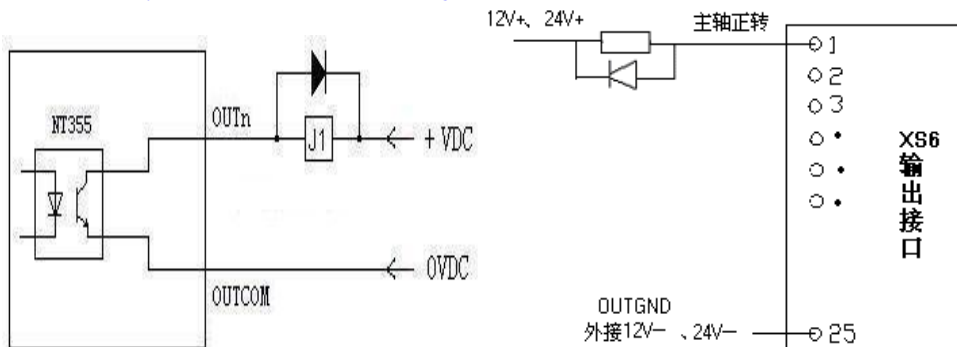 NT355
OUTn
J1
+VDC
0VDC
OUTCOM
12V+、24V+
主轴正转
1
2
3
XS6
输出接口
OUTGND
外接12V－、24V－
25